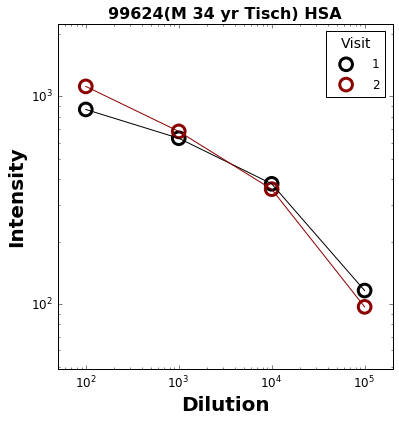 99624(M 34 yr Tisch) HSA
Visit
1
2
10³
10²
Intensity
10² 10³ 10⁴ 10⁵
Dilution